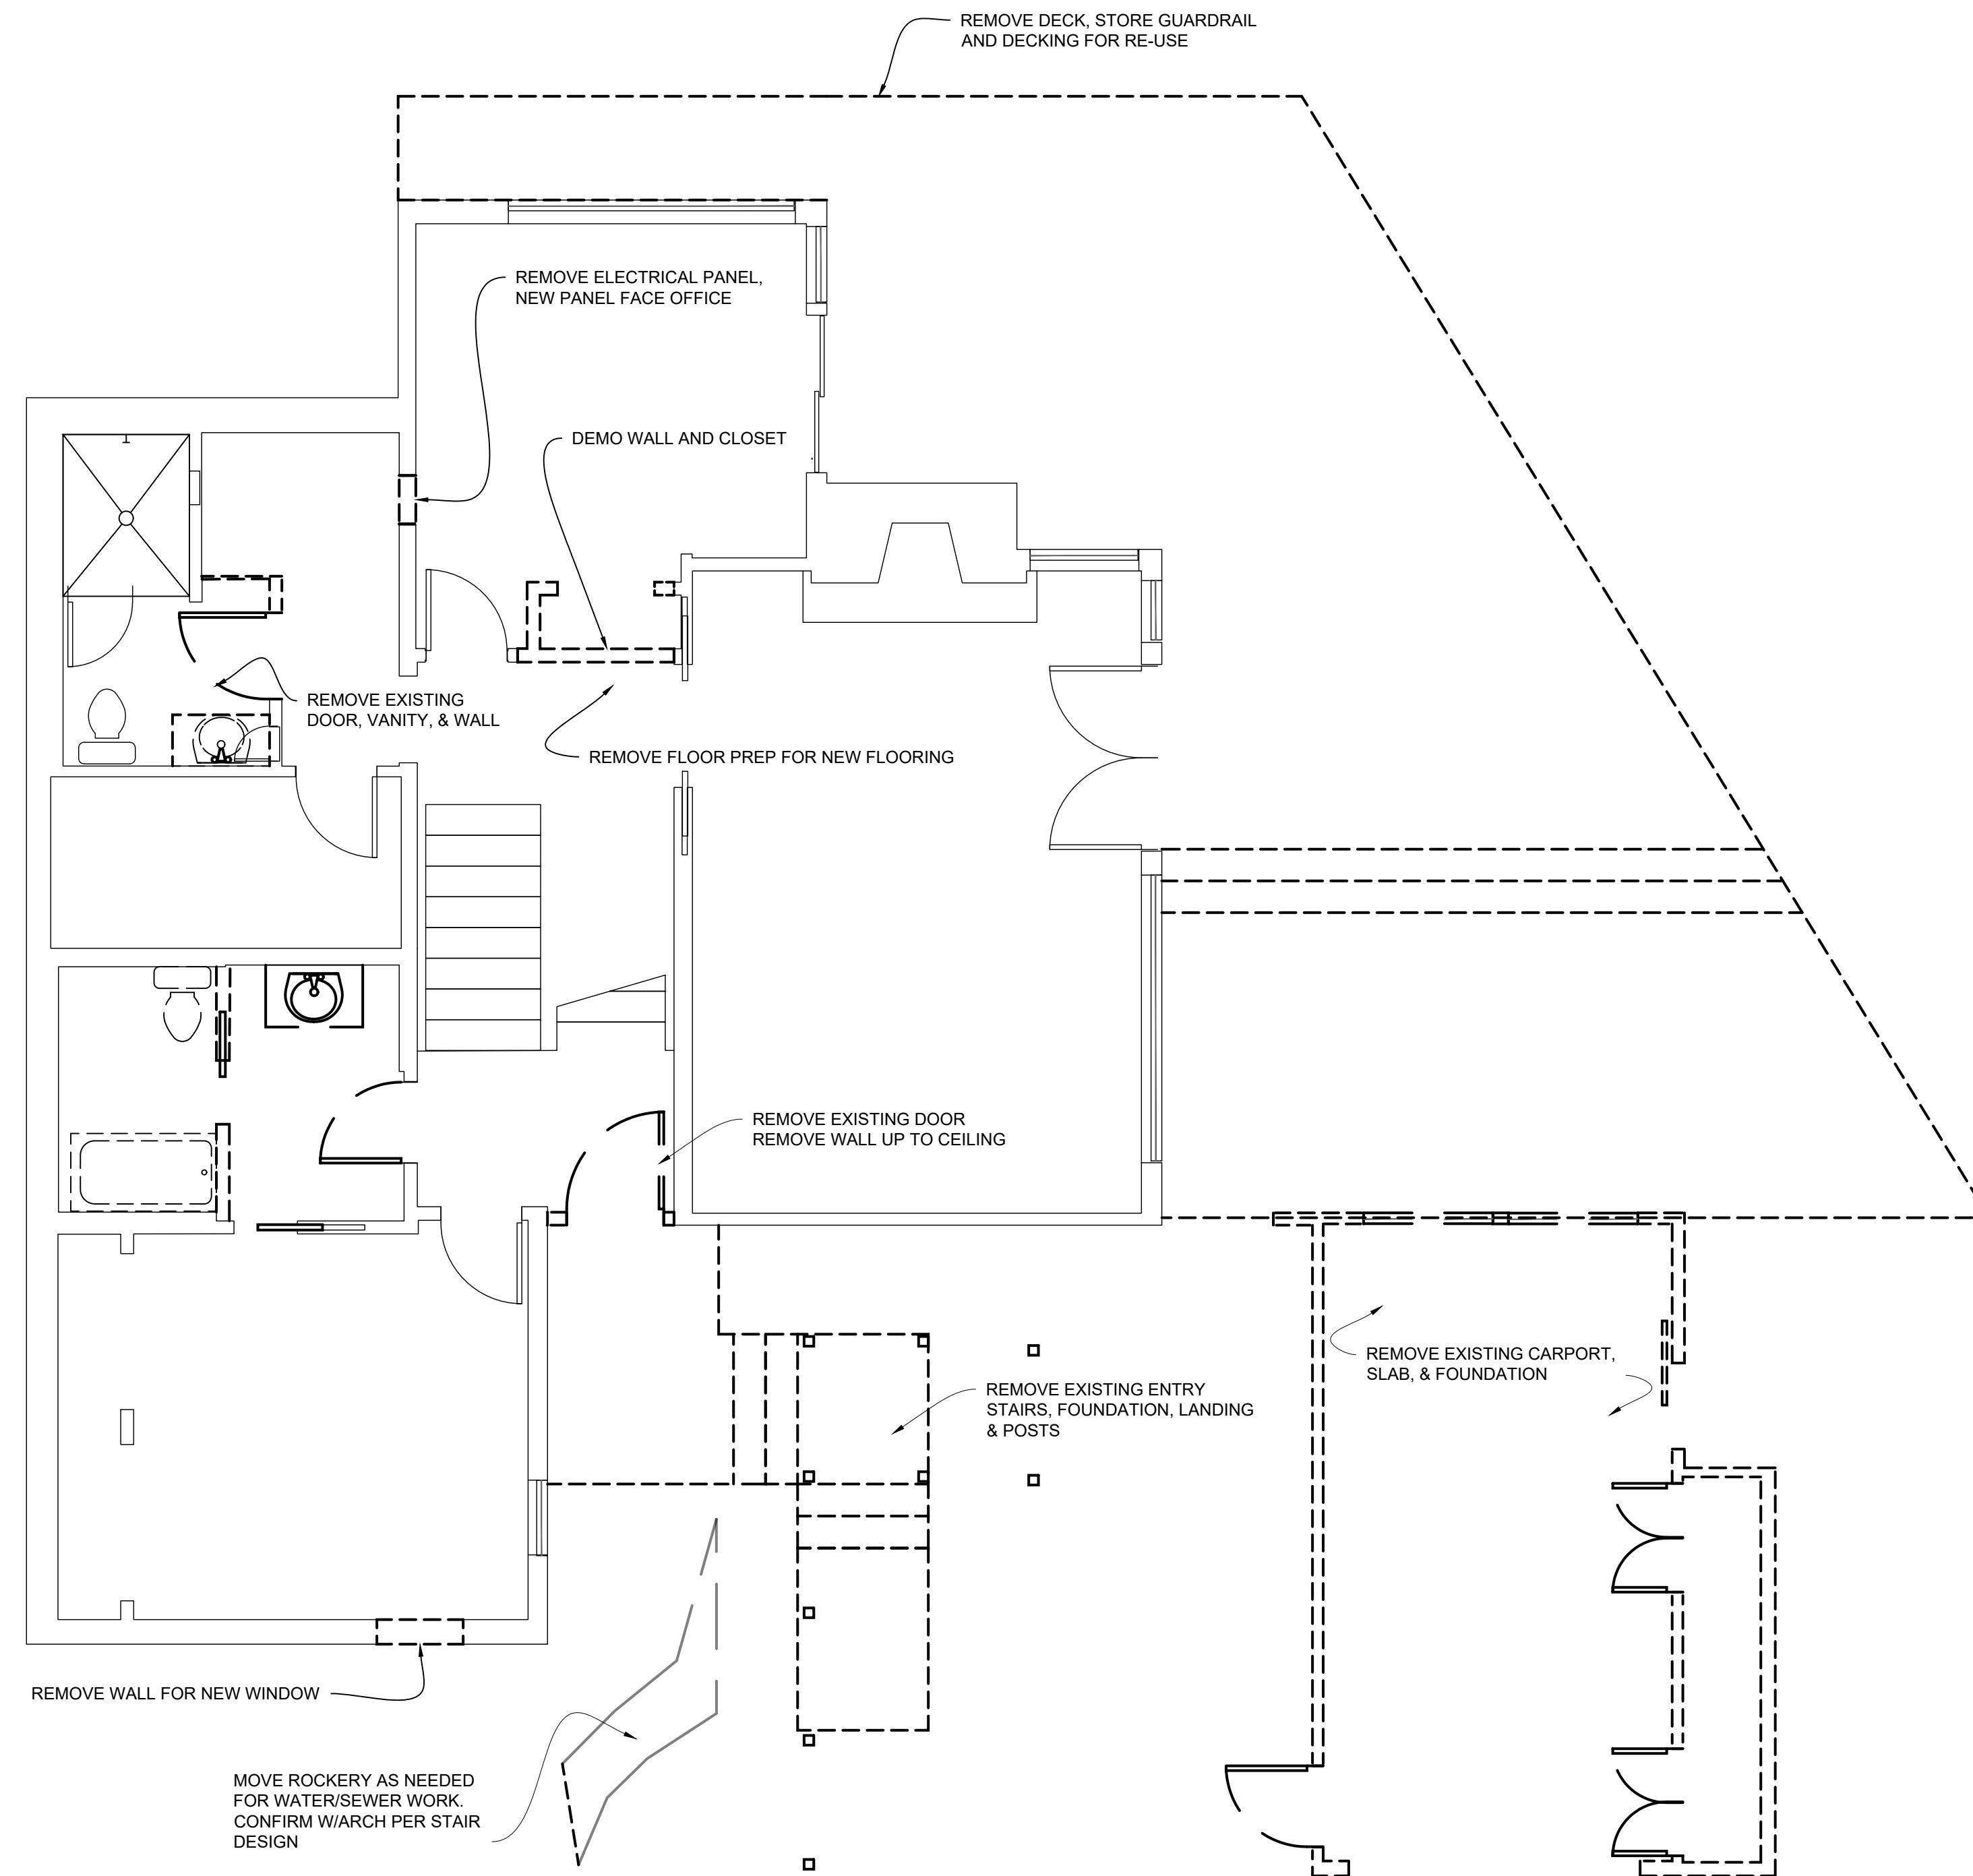 REMOVE DECK, STORE GUARDRAIL
AND DECKING FOR RE-USE
REMOVE ELECTRICAL PANEL,
NEW PANEL FACE OFFICE
DEMO WALL AND CLOSET
REMOVE EXISTING
DOOR, VANITY, & WALL
REMOVE FLOOR PREP FOR NEW FLOORING
REMOVE EXISTING DOOR
REMOVE WALL UP TO CEILING
REMOVE EXISTING CARPORT,
SLAB, & FOUNDATION
REMOVE EXISTING ENTRY
STAIRS, FOUNDATION, LANDING
& POSTS
REMOVE WALL FOR NEW WINDOW
MOVE ROCKERY AS NEEDED
FOR WATER/SEWER WORK.
CONFIRM W/ARCH PER STAIR
DESIGN